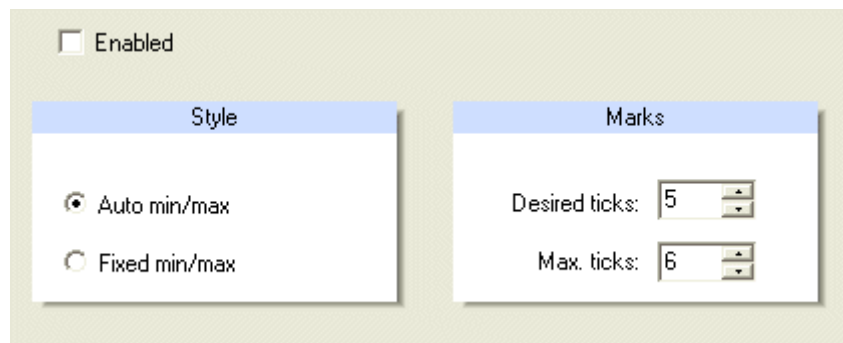 Enabled
Style
Auto min/max
Fixed min/max
Marks
Desired ticks: 5
Max. ticks: 6